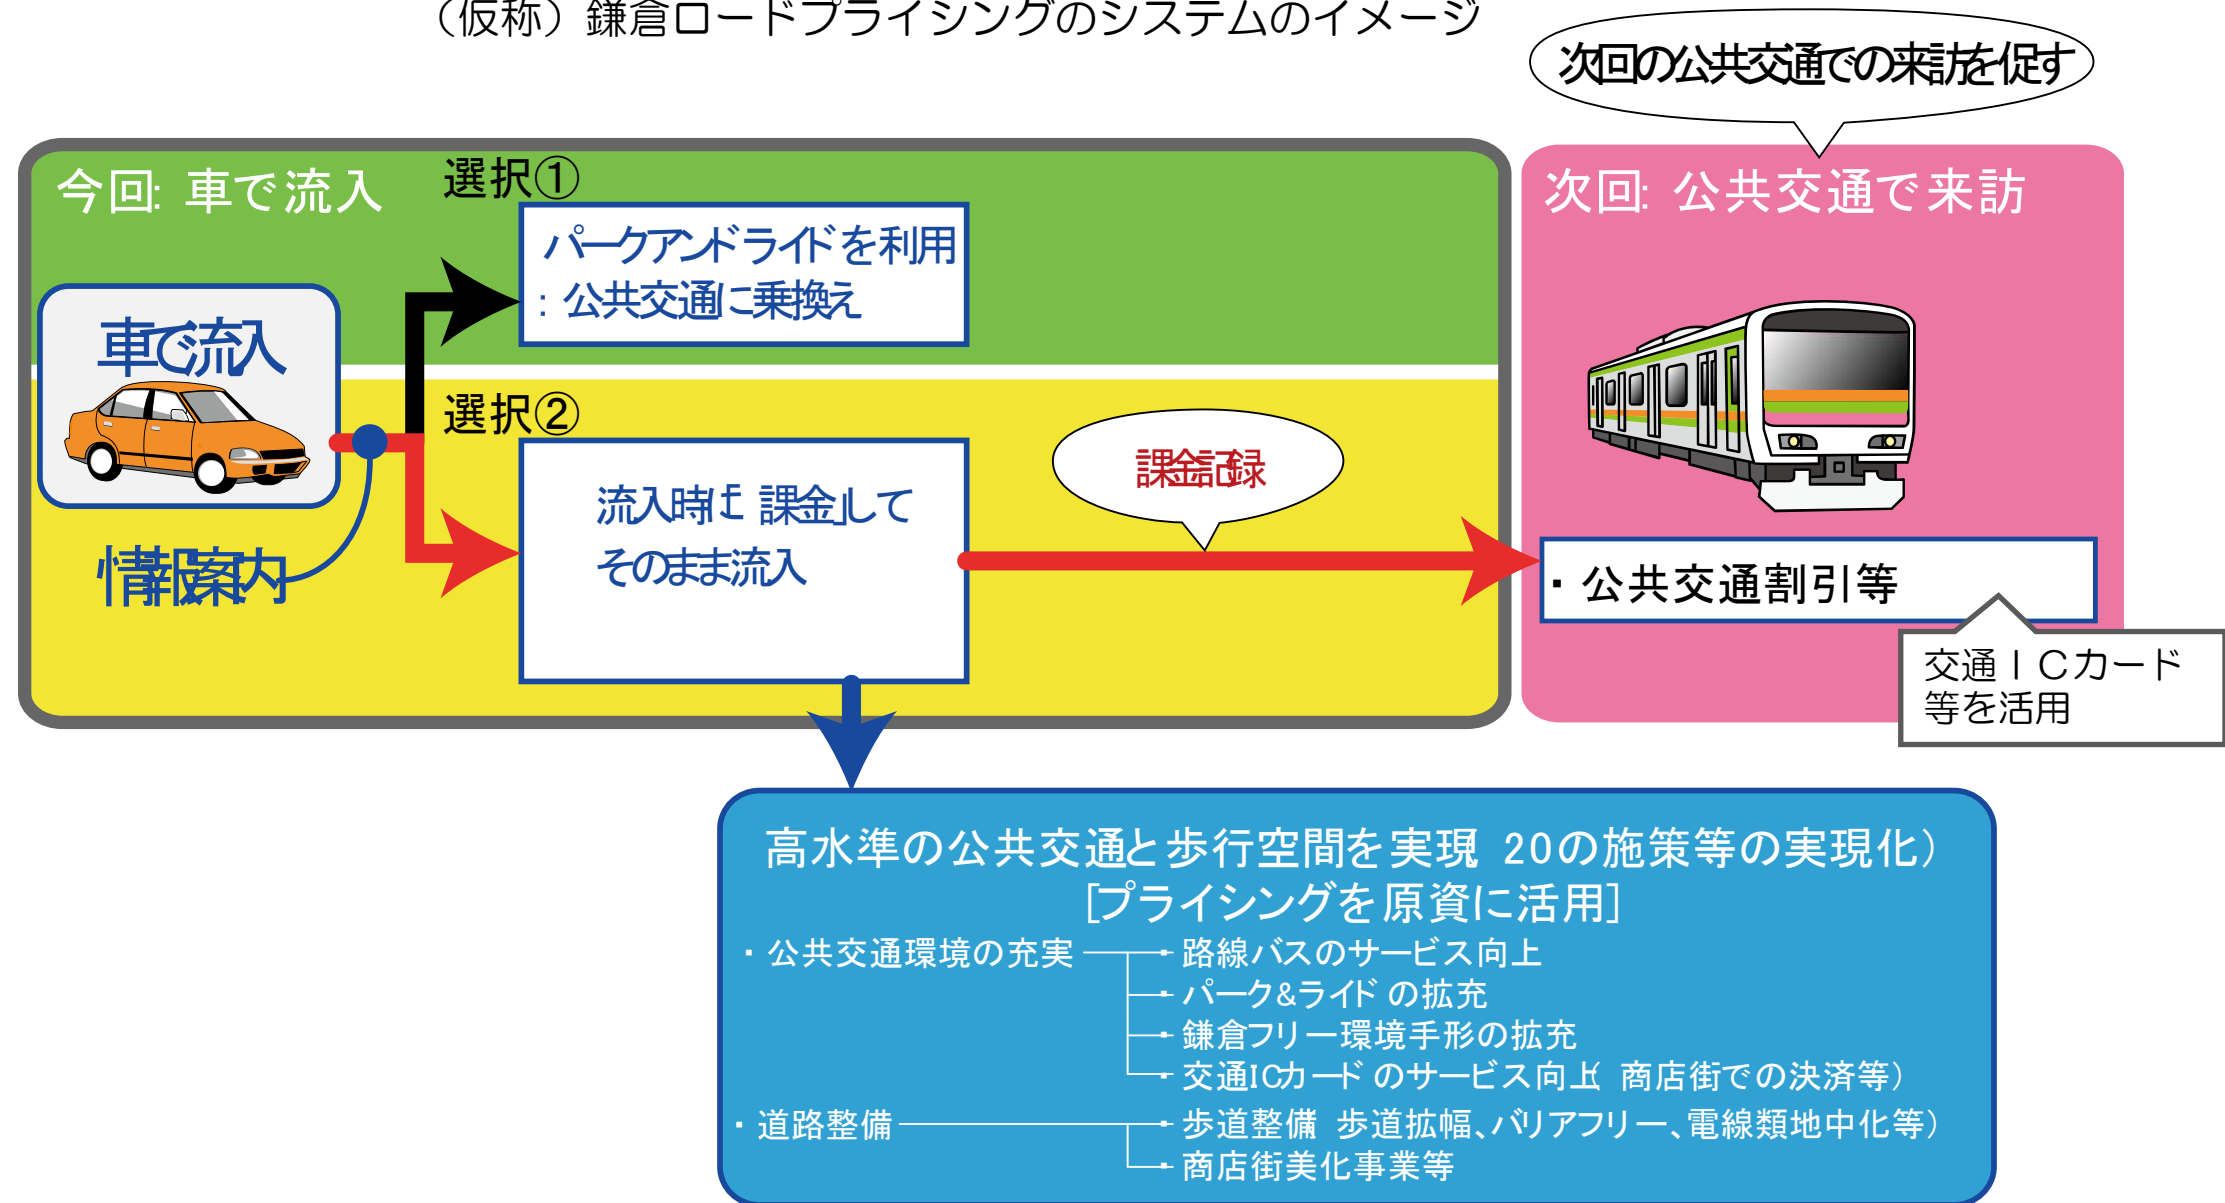 （仮称）鎌倉ロードプライシングのシステムのイメージ
次回の公共交通での来訪を促す
今回: 車で流入
選択①
パークアンドライドを利用
: 公共交通に乗換え
車で流入
情報案内
選択②
流入時に 課金して
そのまま流入
課金記録
次回: 公共交通で来訪
・公共交通割引等
交通ＩＣカード
等を活用
高水準の公共交通と歩行空間を実現 20の施策等の実現化）
[プライシングを原資に活用]
・公共交通環境の充実
・路線バスのサービス向上
・パーク&ライドの拡充
・鎌倉フリー環境手形の拡充
・交通ICカードのサービス向上（商店街での決済等）
・道路整備
・歩道整備 歩道拡幅、バリアフリー、電線類地中化等）
・商店街美化事業等